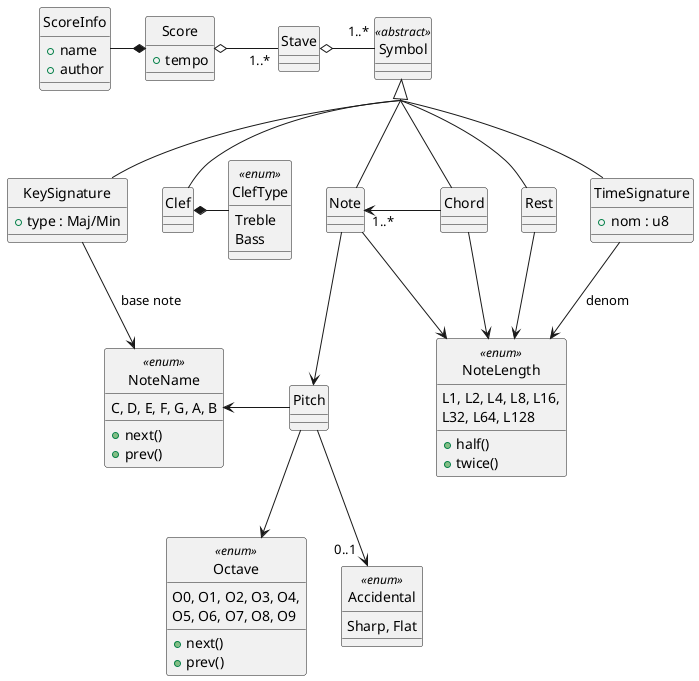 ScoreInfo
name
author
Score
tempo
1..*
Stave
1..*
«abstract»
Symbol
KeySignature
type : Maj/Min
Clef
«enum»
ClefType
Treble
Bass
Note
1..*
Chord
Rest
TimeSignature
nom : u8
base note
denom
«enum»
NoteName
C, D, E, F, G, A, B
next()
prev()
Pitch
«enum»
NoteLength
L1, L2, L4, L8, L16,
L32, L64, L128
half()
twice()
«enum»
Octave
O0, O1, O2, O3, O4,
O5, O6, O7, O8, O9
next()
prev()
0..1
«enum»
Accidental
Sharp, Flat